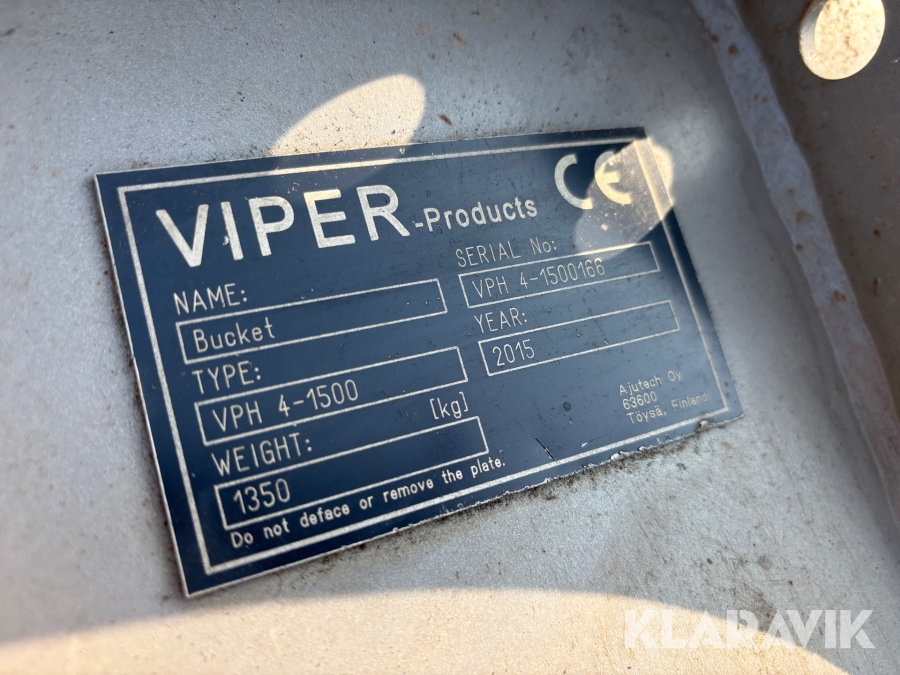 VIPER-Products CE
NAME:
Bucket
SERIAL No:
VPH 4-1500166
TYPE:
VPH 4-1500
YEAR:
2015
WEIGHT: [kg]
1350
Ajutech Oy
63600
Töysä, Finland
Do not deface or remove the plate.
KLARAVIK